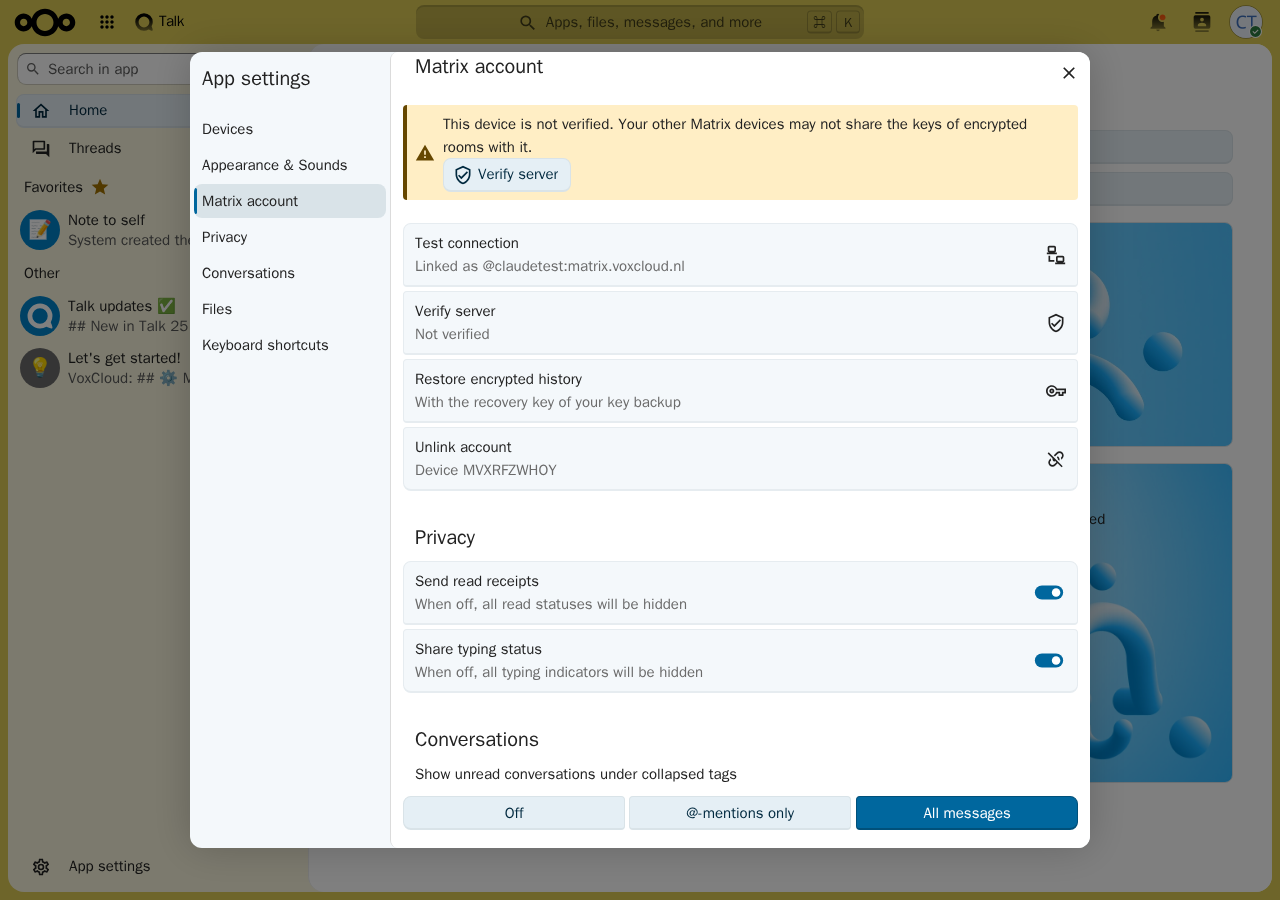 Talk
Apps, files, messages, and more
⌘ K
CT
Search in app
Home
Threads
Favorites
Note to self
System created the
Other
Talk updates ✅
## New in Talk 25
Let's get started!
VoxCloud: ## ⚙️ M
App settings
App settings
Devices
Appearance & Sounds
Matrix account
Privacy
Conversations
Files
Keyboard shortcuts
Matrix account
This device is not verified. Your other Matrix devices may not share the keys of encrypted
rooms with it.
Verify server
Test connection
Linked as @claudetest:matrix.voxcloud.nl
Verify server
Not verified
Restore encrypted history
With the recovery key of your key backup
Unlink account
Device MVXRFZWHOY
Privacy
Send read receipts
When off, all read statuses will be hidden
Share typing status
When off, all typing indicators will be hidden
Conversations
Show unread conversations under collapsed tags
Off
@-mentions only
All messages
ed